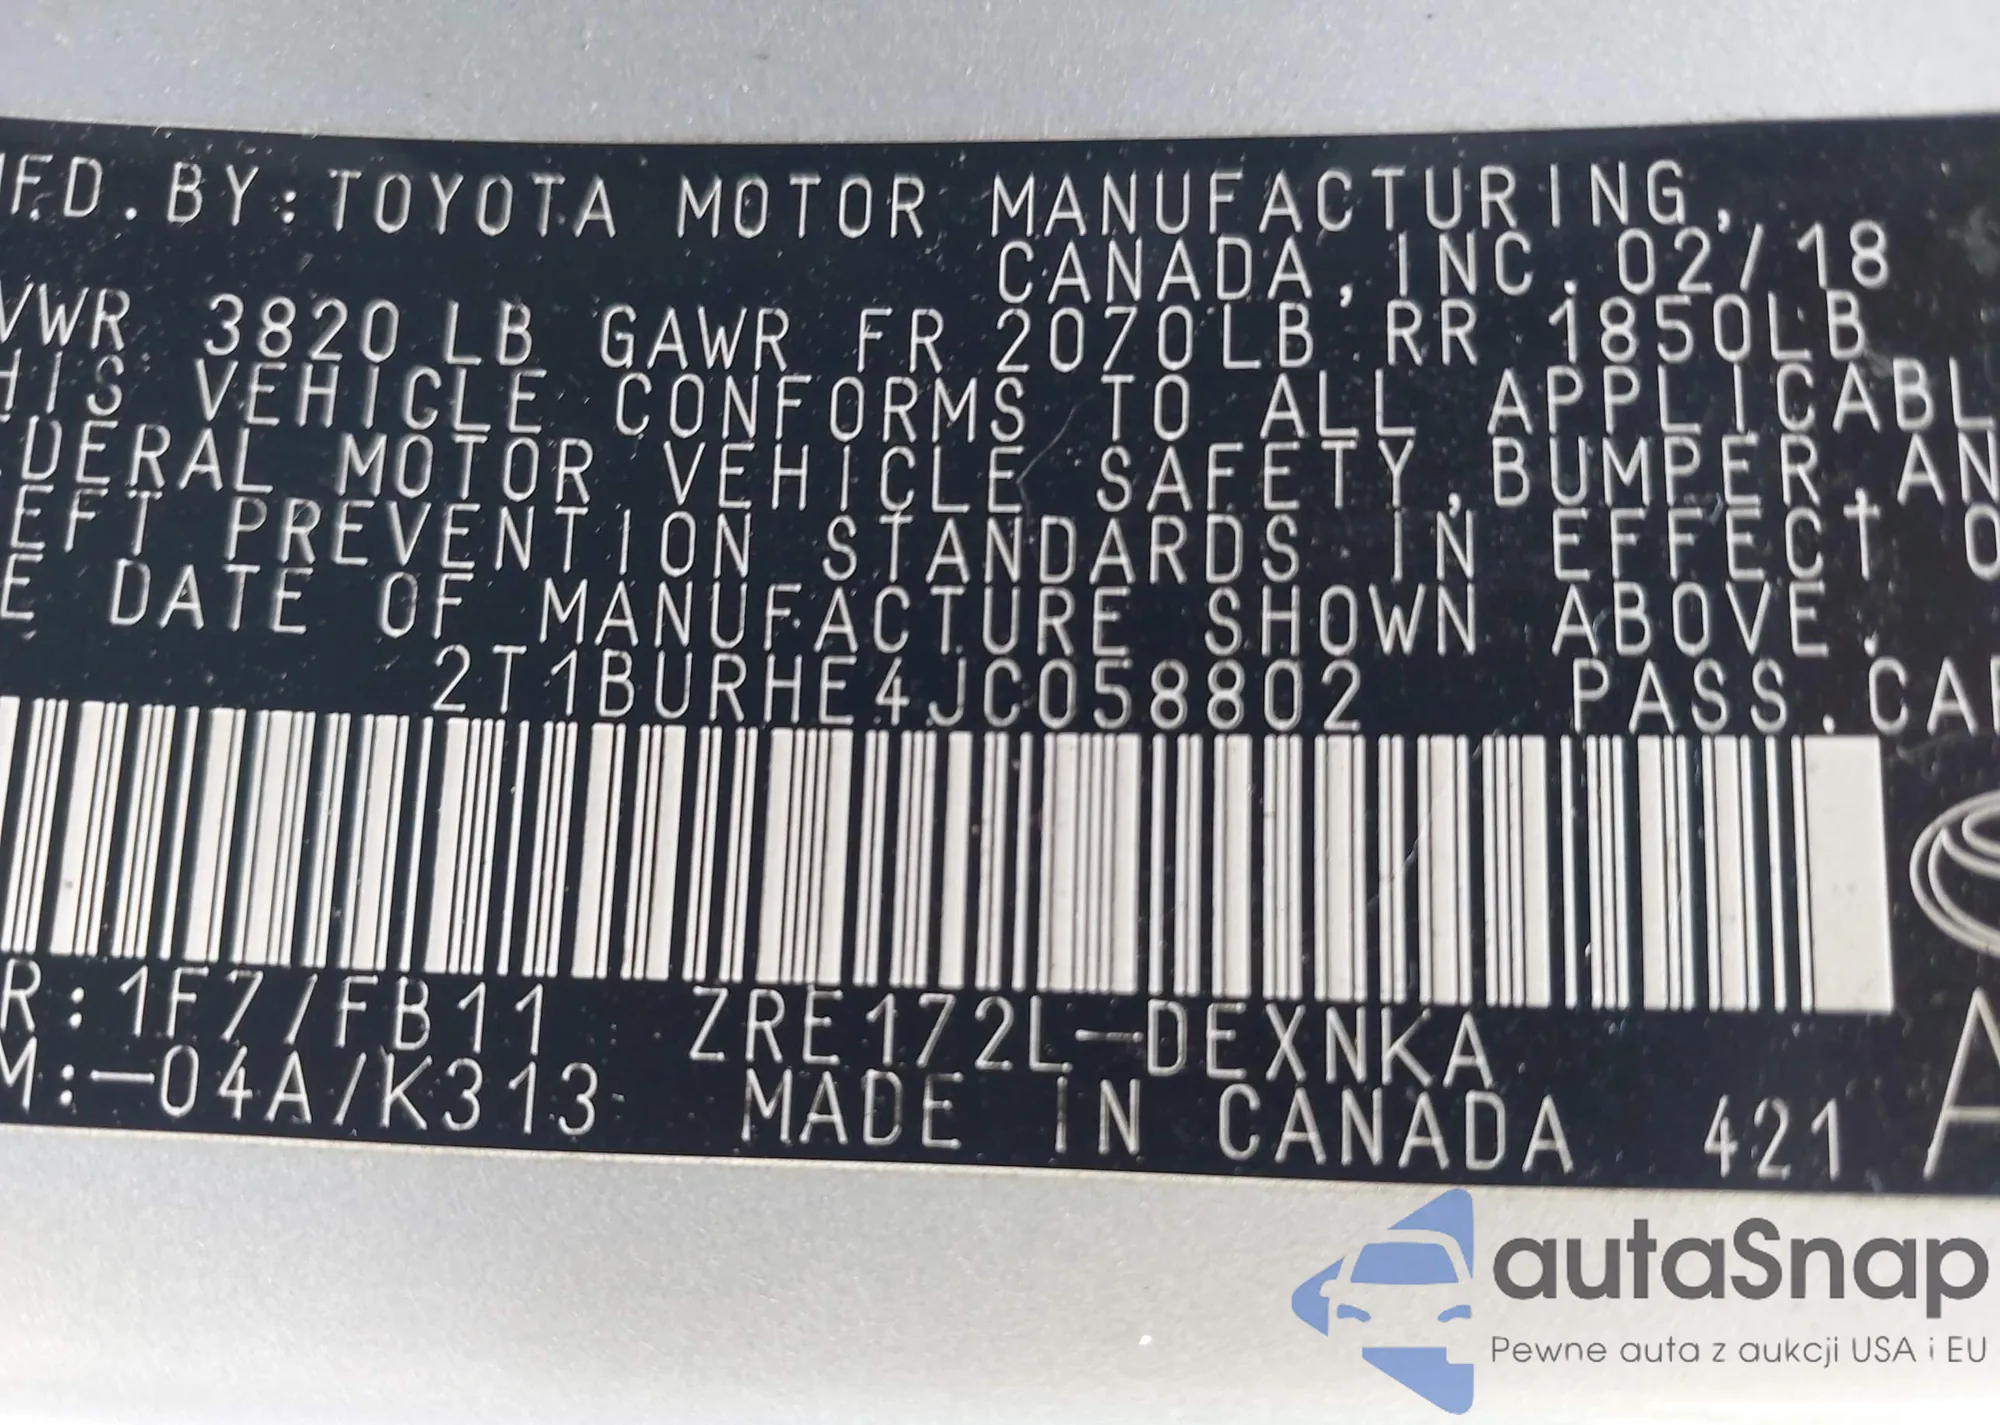 MFD. BY: TOYOTA MOTOR MANUFACTURING,
CANADA, INC. 02/18
VWR 3820 LB GAWR FR 2070LB RR 1850LB
HIS VEHICLE CONFORMS TO ALL APPLICABL
DERAL MOTOR VEHICLE SAFETY, BUMPER, AN
EFT PREVENTION STANDARDS IN EFFECT O
E DATE OF MANUFACTURE SHOWN ABOVE.
2T1BURHE4JC058802 PASS.CAR
R:1F7/FB11 ZRE172L-DEXNKA
M:-04A/K313 MADE IN CANADA 421 A
autaSnap
Pewne auta z aukcji USA i EU